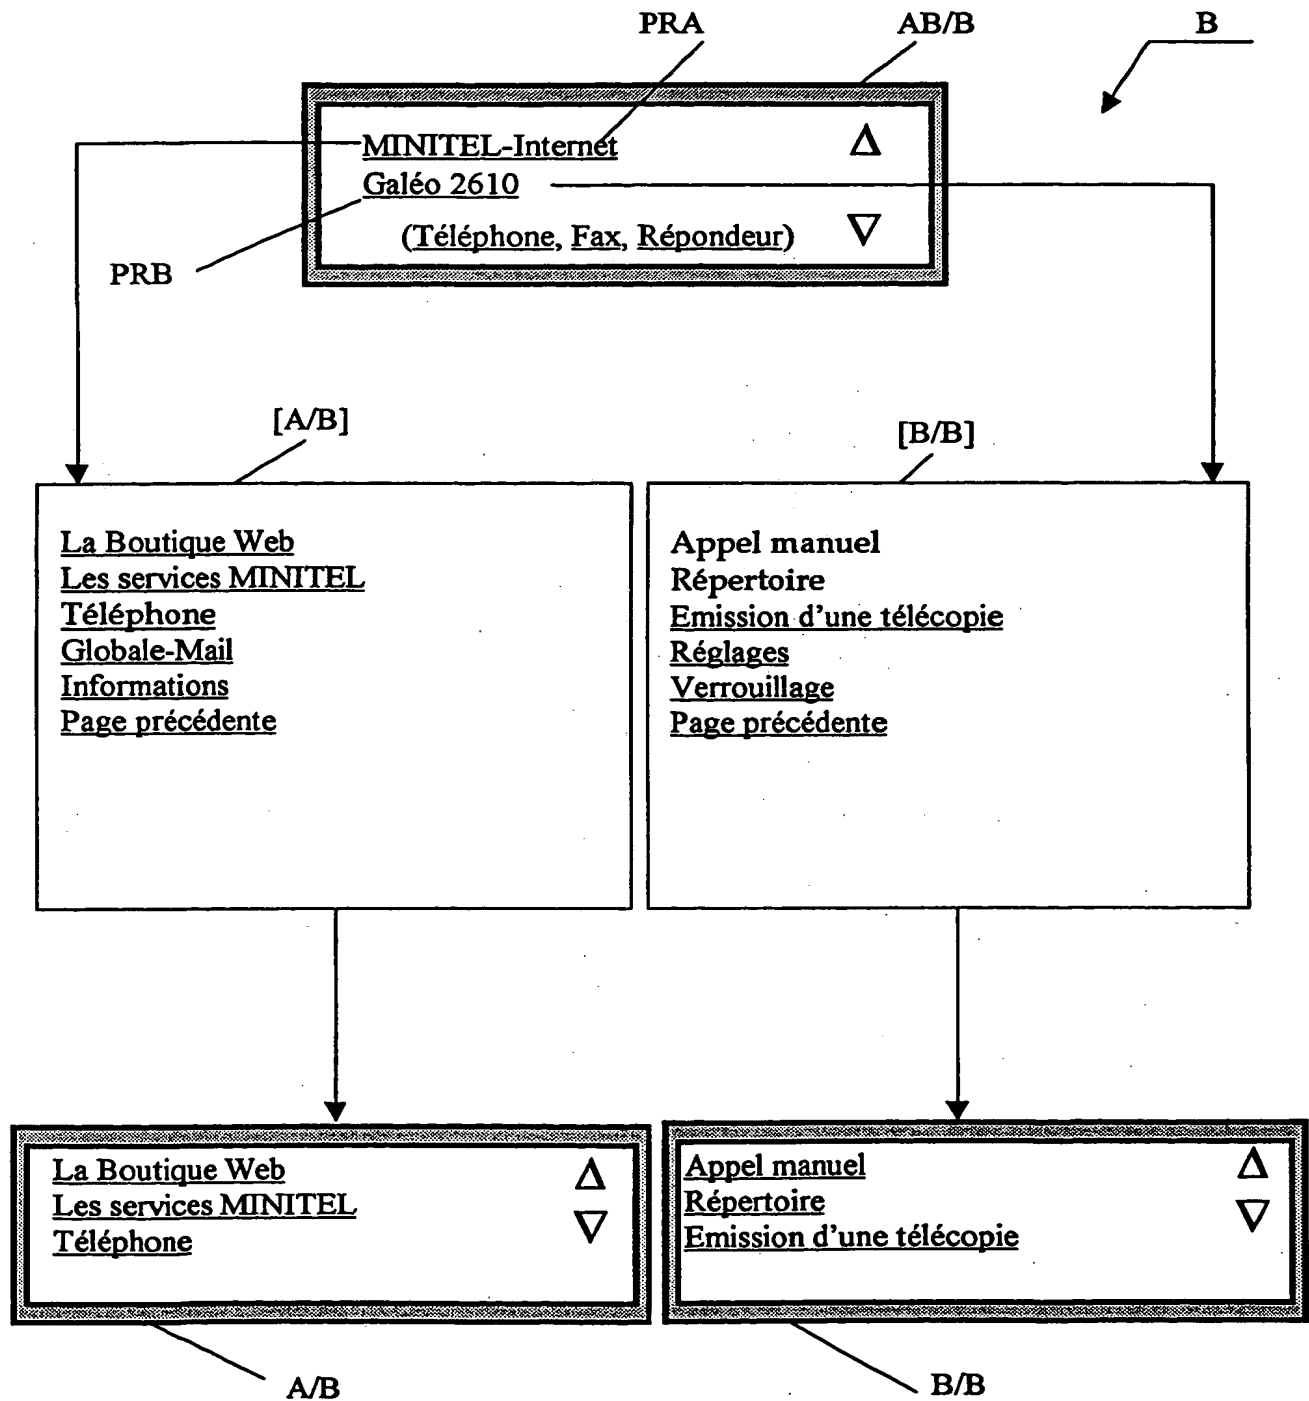 PRA
AB/B
B
MINITEL-Internet
Galéo 2610
(Téléphone, Fax, Répondeur)
PRB
[A/B]
[B/B]
La Boutique Web
Les services MINITEL
Téléphone
Globale-Mail
Informations
Page précédente
Appel manuel
Répertoire
Emission d'une télécopie
Réglages
Verrouillage
Page précédente
La Boutique Web
Les services MINITEL
Téléphone
Appel manuel
Répertoire
Emission d'une télécopie
A/B
B/B